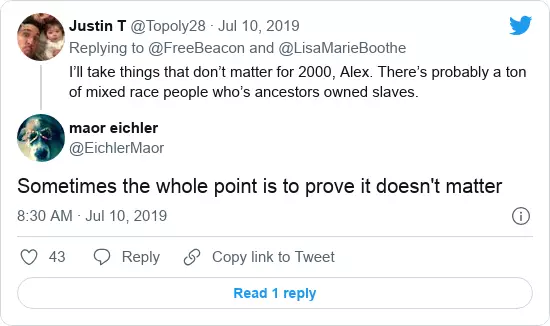 Justin T @Topoly28 · Jul 10, 2019
Replying to @FreeBeacon and @LisaMarieBoothe
I’ll take things that don’t matter for 2000, Alex. There’s probably a ton
of mixed race people who’s ancestors owned slaves.
maor eichler
@EichlerMaor
Sometimes the whole point is to prove it doesn't matter
8:30 AM · Jul 10, 2019
43 Reply Copy link to Tweet
Read 1 reply